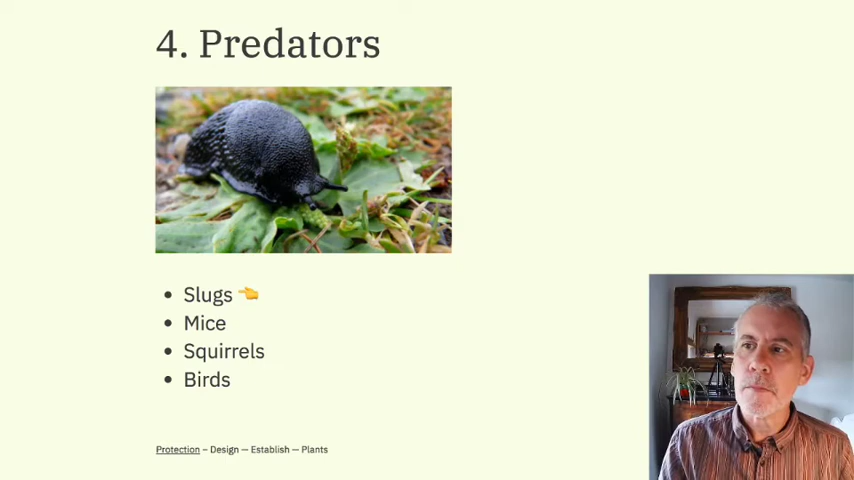 4. Predators
• Slugs 👈
• Mice
• Squirrels
• Birds
Protection – Design — Establish — Plants